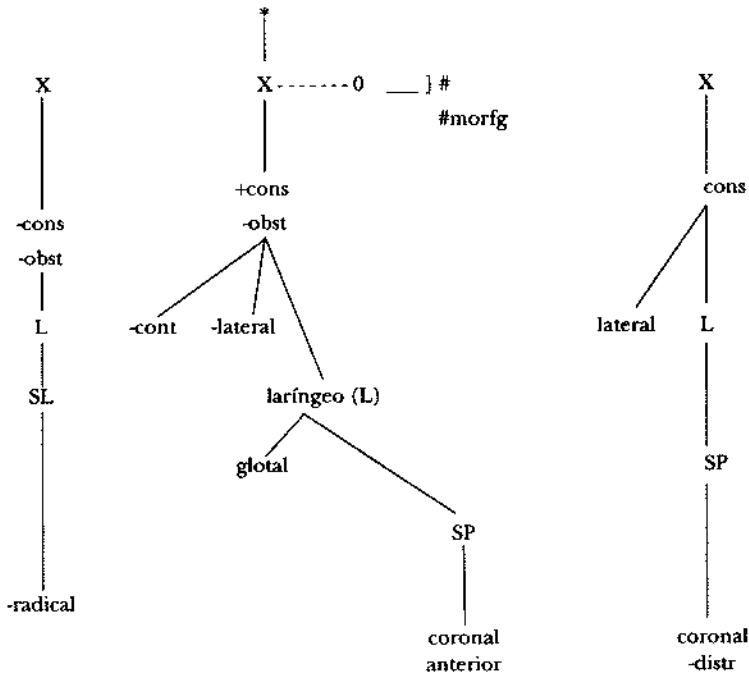 *
X X -------- 0 ___ } # X
#morfg
-cons +cons cons
-obst -obst
L -cont -lateral lateral L
SL laríngeo (L)
glotal SP
SP
-radical coronal coronal
anterior -distr